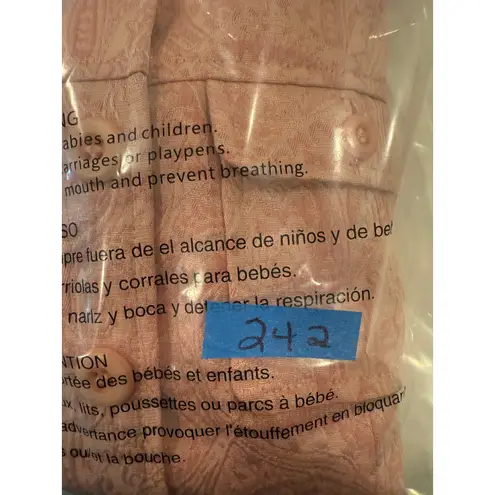 NG
abies and children.
arriages or playpens.
mouth and prevent breathing.
SO
pre fuera de el alcance de niños y de be
rriolas y corrales para bebés.
nariz y boca y detener la respiración.
242
NTION
ortée des bébés et enfants.
ux, lits, poussettes ou parcs à bébé.
advertance provoquer l'étouffement en bloquan
s ou/et la bouche.